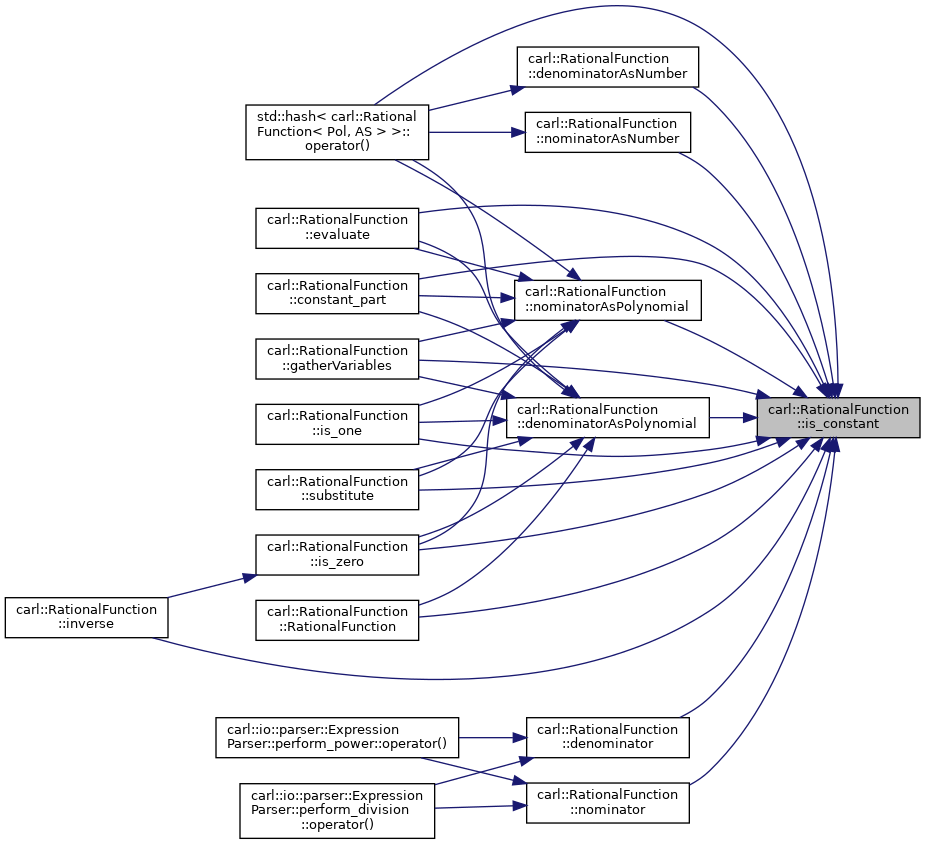 carl::RationalFunction
::denominatorAsNumber
std::hash< carl::Rational
Function< Pol, AS > >::
operator()
carl::RationalFunction
::nominatorAsNumber
carl::RationalFunction
::evaluate
carl::RationalFunction
::constant_part
carl::RationalFunction
::nominatorAsPolynomial
carl::RationalFunction
::gatherVariables
carl::RationalFunction
::is_one
carl::RationalFunction
::denominatorAsPolynomial
carl::RationalFunction
::is_constant
carl::RationalFunction
::substitute
carl::RationalFunction
::is_zero
carl::RationalFunction
::inverse
carl::RationalFunction
::RationalFunction
carl::io::parser::Expression
Parser::perform_power::operator()
carl::RationalFunction
::denominator
carl::io::parser::Expression
Parser::perform_division
::operator()
carl::RationalFunction
::nominator